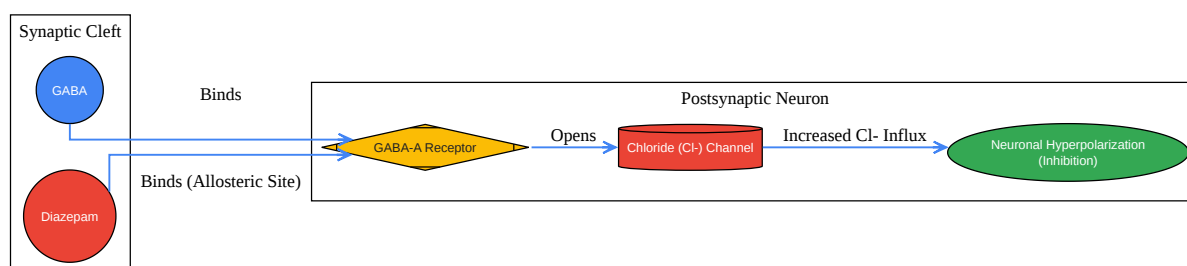 Synaptic Cleft
GABA
Diazepam
Binds
Binds (Allosteric Site)
Postsynaptic Neuron
GABA-A Receptor
Opens
Chloride (Cl-) Channel
Increased Cl- Influx
Neuronal Hyperpolarization
(Inhibition)